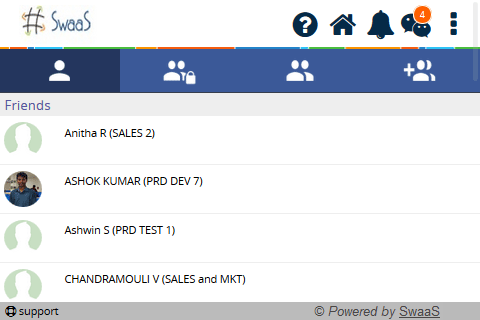 SwaaS
4
Friends
Anitha R (SALES 2)
ASHOK KUMAR (PRD DEV 7)
Ashwin S (PRD TEST 1)
CHANDRAMOULI V (SALES and MKT)
support
© Powered by SwaaS